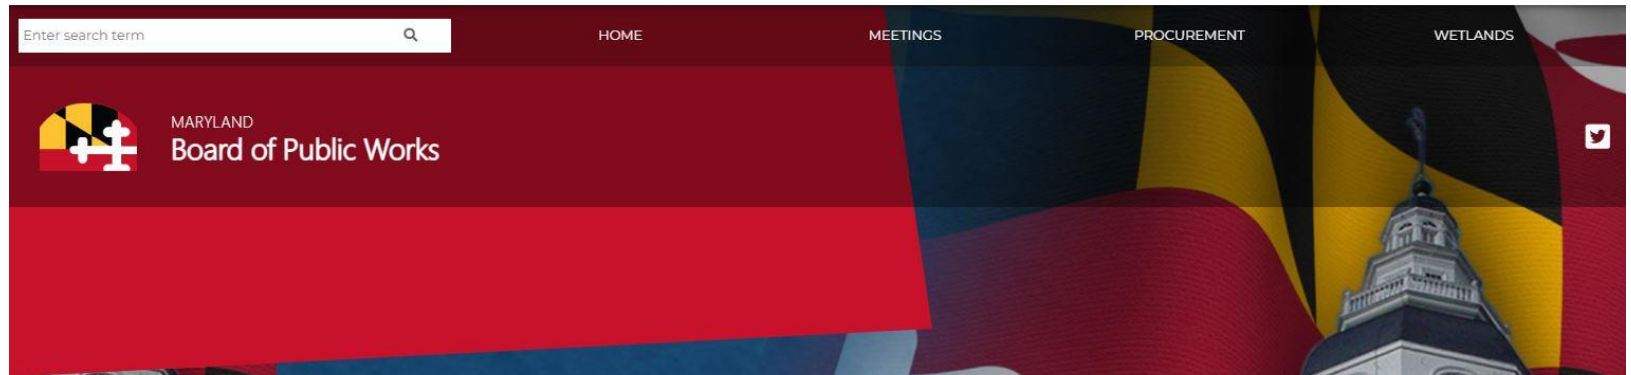 Enter search term
HOME
MEETINGS
PROCUREMENT
WETLANDS
MARYLAND
Board of Public Works